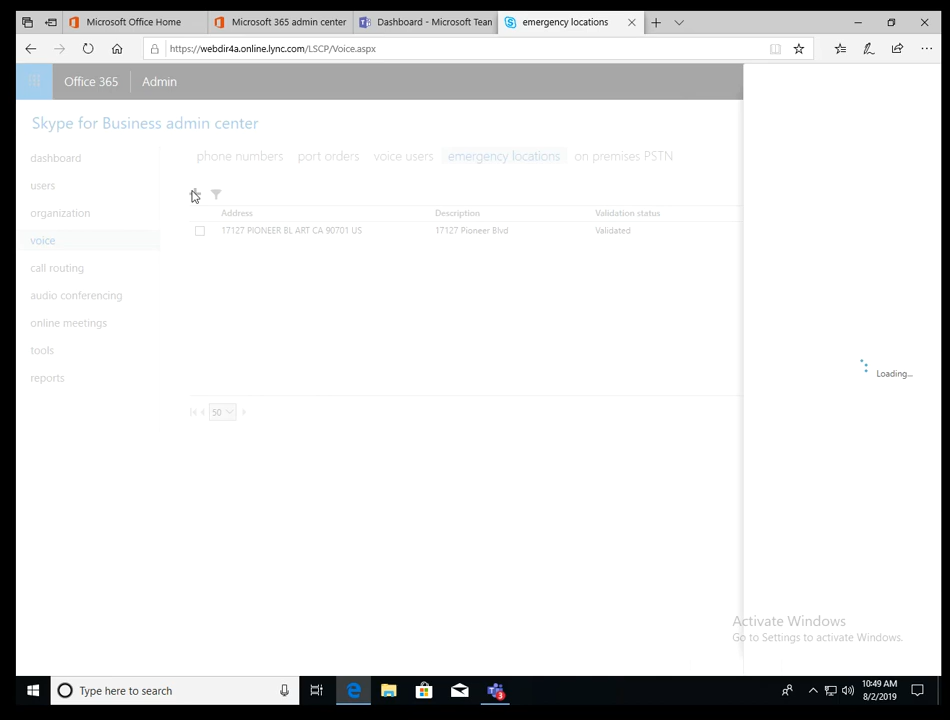 Microsoft Office Home
Microsoft 365 admin center
Dashboard - Microsoft Team
emergency locations
https://webdir4a.online.lync.com/LSCP/Voice.aspx
Office 365
Admin
Skype for Business admin center
dashboard
users
organization
voice
call routing
audio conferencing
online meetings
tools
reports
phone numbers
port orders
voice users
emergency locations
on premises PSTN
Address
Description
Validation status
17127 PIONEER BL ART CA 90701 US
17127 Pioneer Blvd
Validated
50
Loading...
Activate Windows
Go to Settings to activate Windows.
Type here to search
3
10:49 AM
8/2/2019